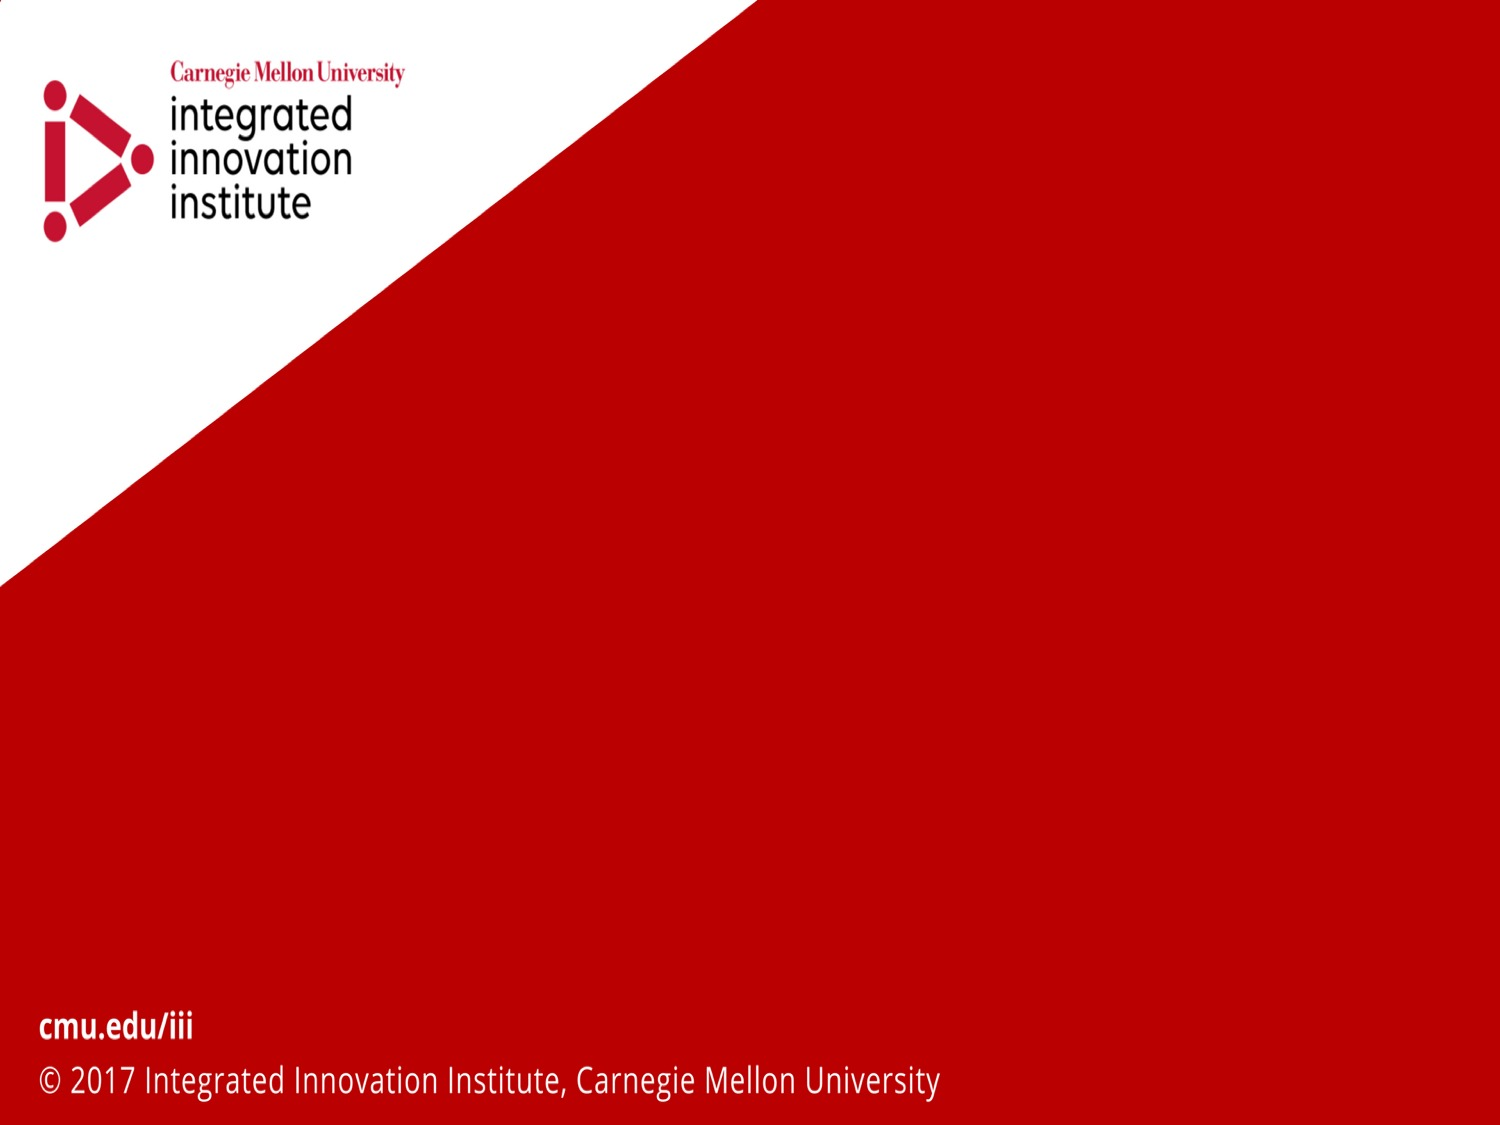 Carnegie Mellon University
integrated
innovation
institute
cmu.edu/iii
© 2017 Integrated Innovation Institute, Carnegie Mellon University